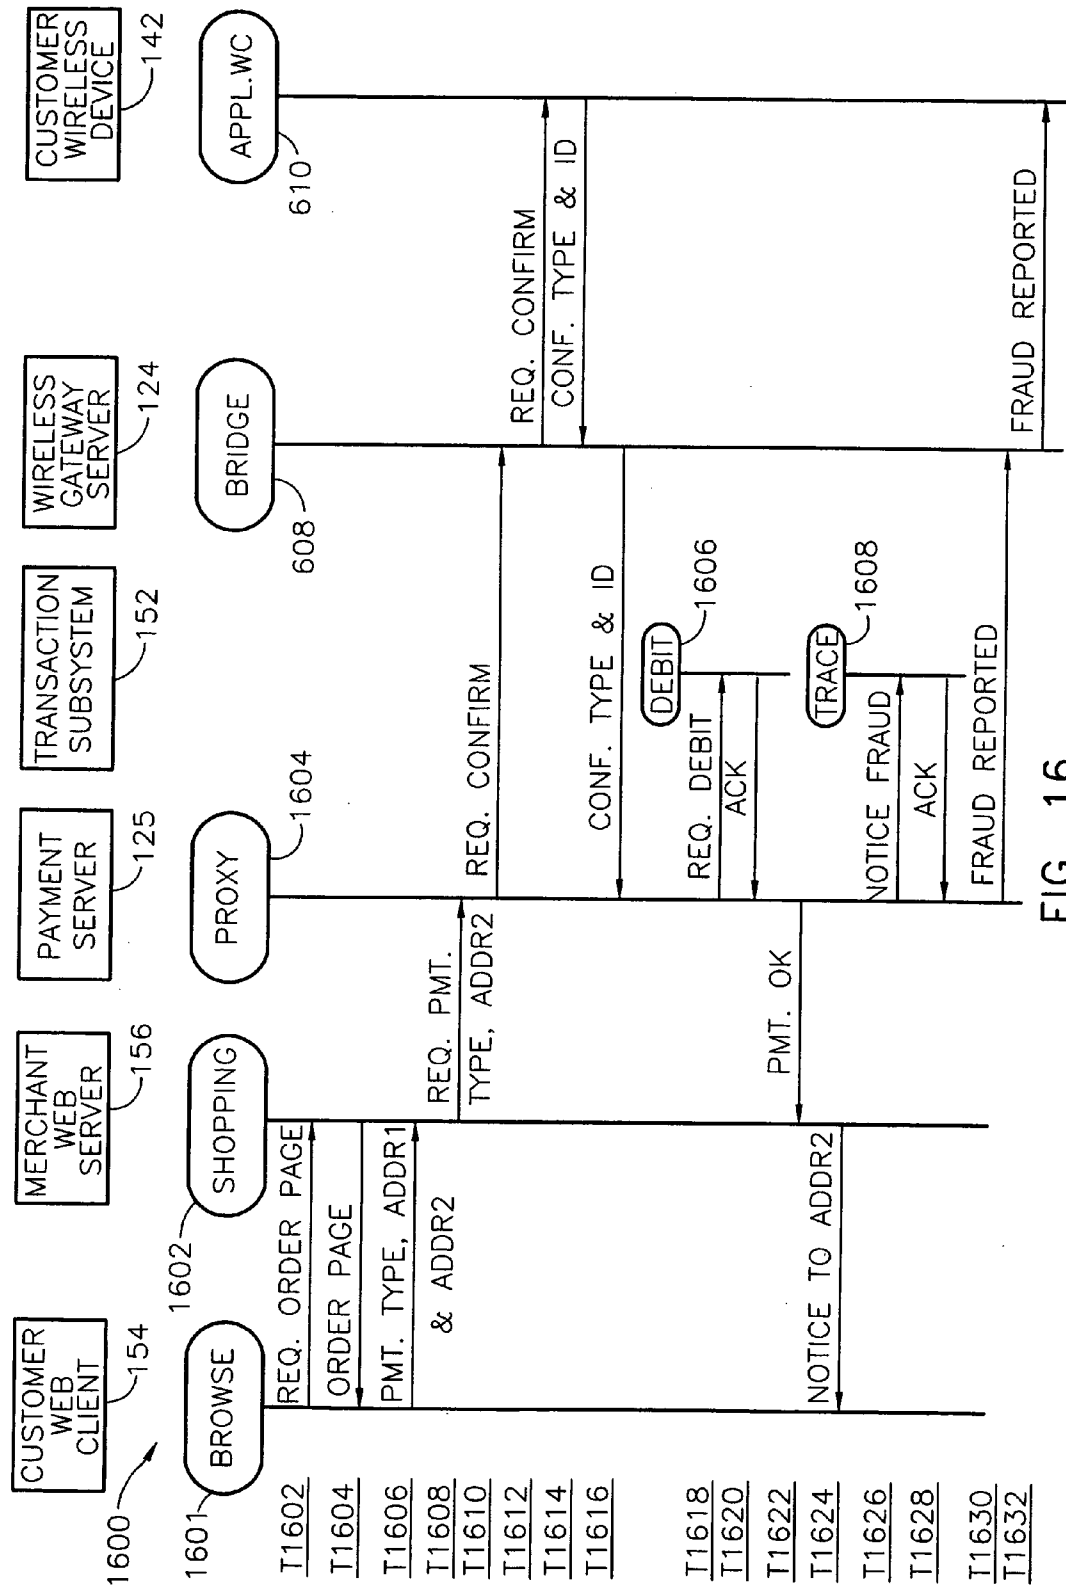 1600
CUSTOMER
WEB
CLIENT
154
MERCHANT
WEB
SERVER
156
PAYMENT
SERVER
125
TRANSACTION
SUBSYSTEM
152
WIRELESS
GATEWAY
SERVER
124
CUSTOMER
WIRELESS
DEVICE
142
1601
BROWSE
1602
SHOPPING
PROXY
1604
BRIDGE
608
APPL.WC
610
T1602
REQ. ORDER PAGE
T1604
ORDER PAGE
T1606
PMT. TYPE, ADDR1
& ADDR2
T1608
REQ. PMT.
TYPE, ADDR2
T1610
REQ. CONFIRM
T1612
REQ. CONFIRM
T1614
CONF. TYPE & ID
T1616
CONF. TYPE & ID
DEBIT
1606
T1618
REQ. DEBIT
T1620
ACK
T1622
PMT. OK
T1624
NOTICE TO ADDR2
TRACE
1608
T1626
NOTICE FRAUD
T1628
ACK
T1630
FRAUD REPORTED
T1632
FRAUD REPORTED
FIG. 16